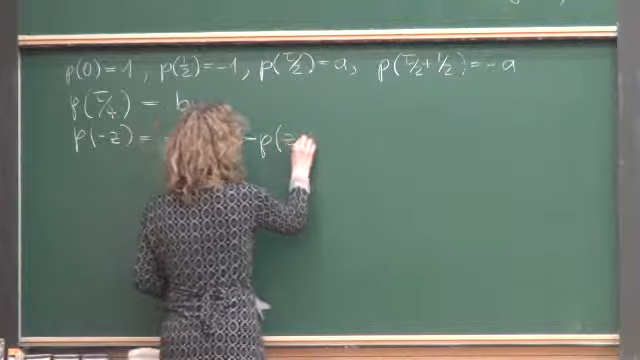 p(0)=1, p(1/2)=-1, p(τ/2)=a, p(τ/2+1/2)=-a
p(τ/4) = b
p(-z)= -p(z